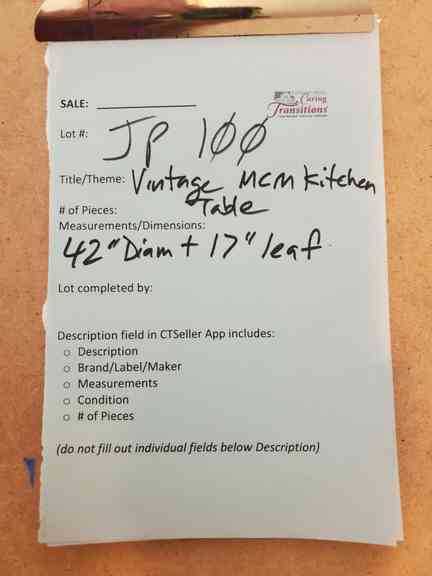 SALE:
Caring
Transitions
Lot #: JP 100
Title/Theme: Vintage MCM Kitchen
# of Pieces: Table
Measurements/Dimensions:
42" Diam + 17" leaf
Lot completed by:
Description field in CTSeller App includes:
o Description
o Brand/Label/Maker
o Measurements
o Condition
o # of Pieces
(do not fill out individual fields below Description)